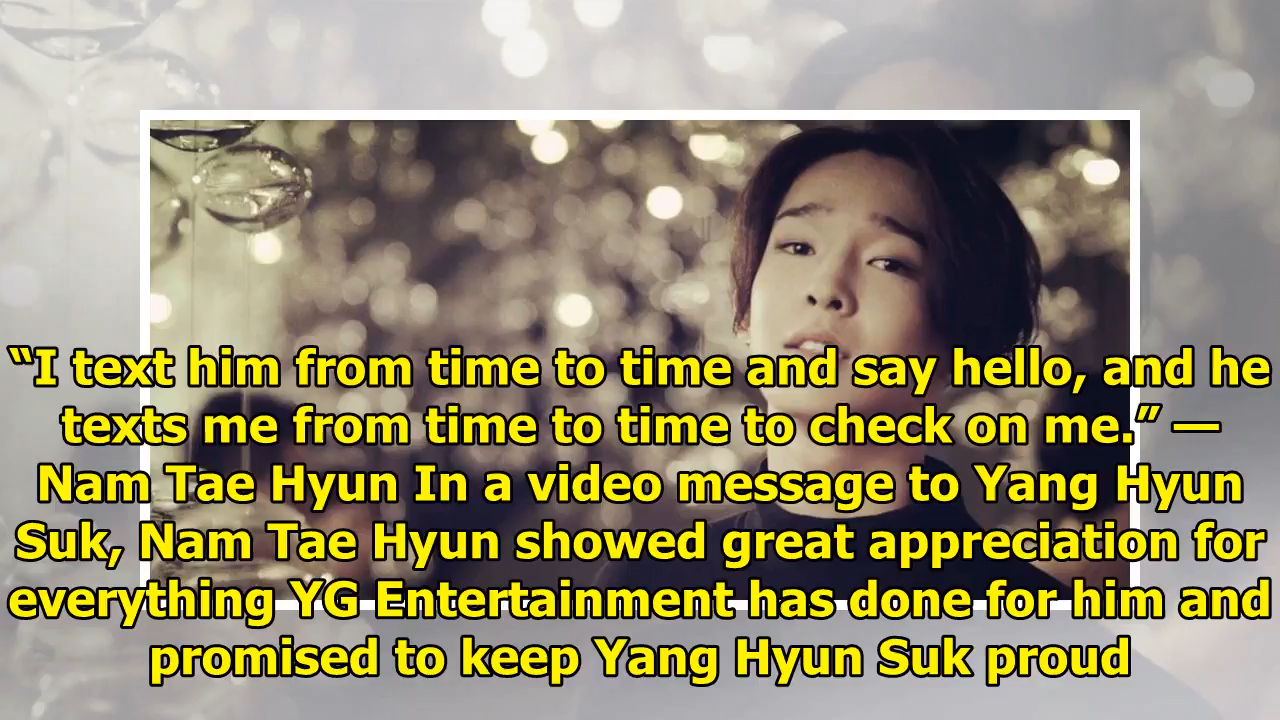 “I text him from time to time and say hello, and he
texts me from time to time to check on me.” —
Nam Tae Hyun In a video message to Yang Hyun
Suk, Nam Tae Hyun showed great appreciation for
everything YG Entertainment has done for him and
promised to keep Yang Hyun Suk proud